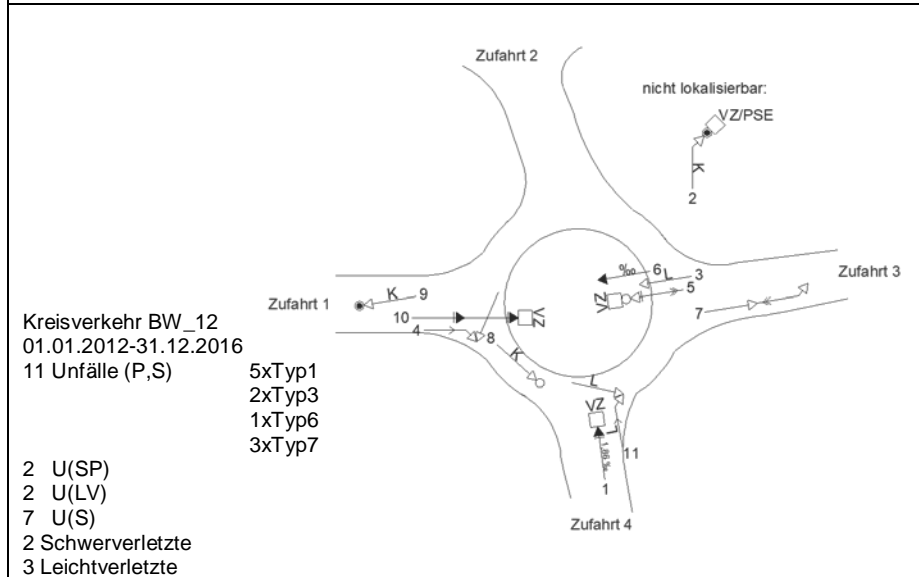 Zufahrt 2
nicht lokalisierbar:
VZ/PSE
K
2
‰ 6
L 3
VZ 5
Zufahrt 3
Zufahrt 1
K 9
10
VZ
7
4
8
K
L
VZ
L
11
1,86 ‰
1
Zufahrt 4
Kreisverkehr BW_12
01.01.2012-31.12.2016
11 Unfälle (P,S) 5xTyp1
2xTyp3
1xTyp6
3xTyp7
2 U(SP)
2 U(LV)
7 U(S)
2 Schwerverletzte
3 Leichtverletzte